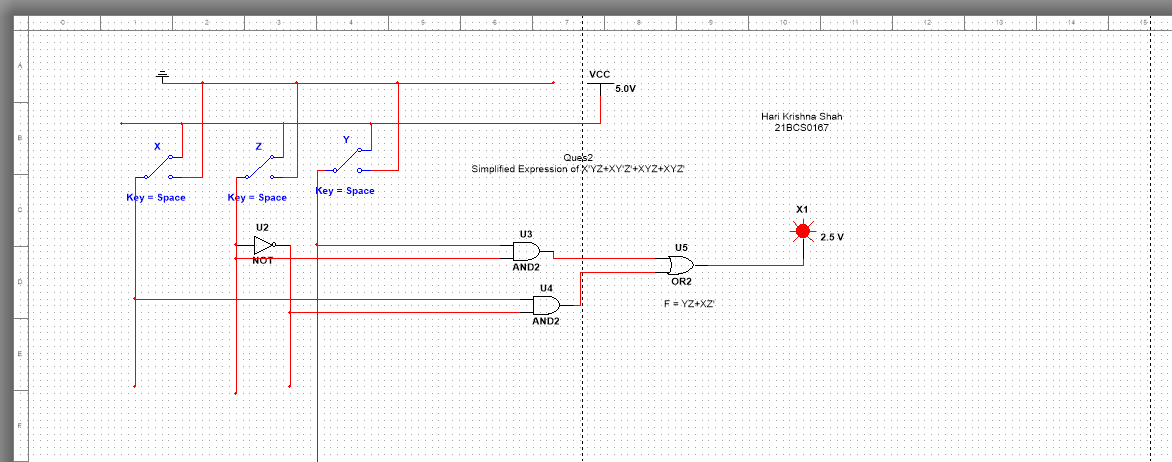 0 1 2 3 4 5 6 7 8 9 10 11 12 13 14 15
A
VCC
5.0V
Hari Krishna Shah
21BCS0167
B
X
Z
Y
Ques2
Simplified Expression of X'YZ+XY'Z'+XYZ+XYZ'
Key = Space
Key = Space
Key = Space
C
X1
2.5 V
U2
NOT
U3
AND2
U5
OR2
D
U4
AND2
F = YZ+XZ'
E
F